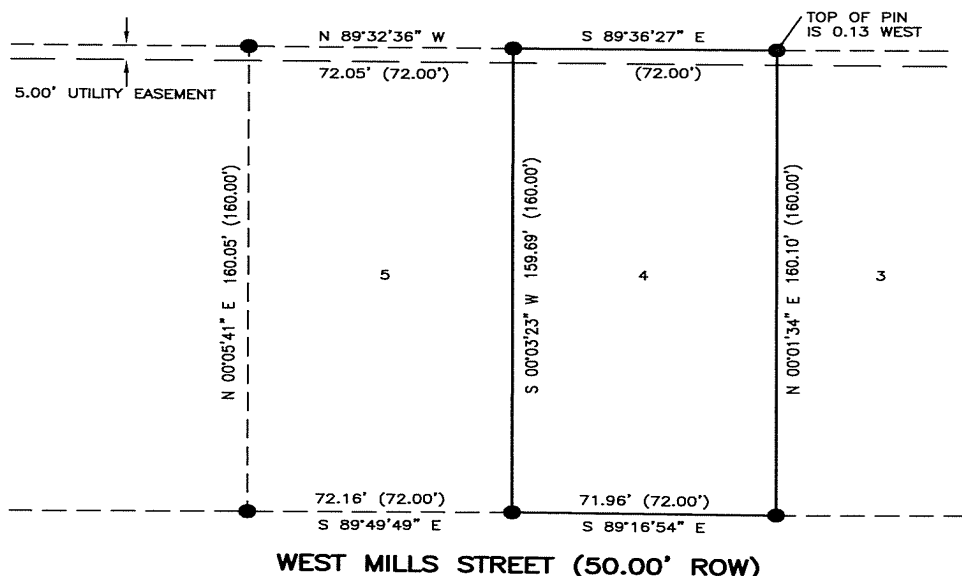 TOP OF PIN
IS 0.13 WEST
N 89°32'36" W
S 89°36'27" E
72.05' (72.00')
(72.00')
5.00' UTILITY EASEMENT
N 00°05'41" E 160.05' (160.00')
5
S 00°03'23" W 159.69' (160.00')
4
N 00°01'34" E 160.10' (160.00')
3
72.16' (72.00')
S 89°49'49" E
71.96' (72.00')
S 89°16'54" E
WEST MILLS STREET (50.00' ROW)